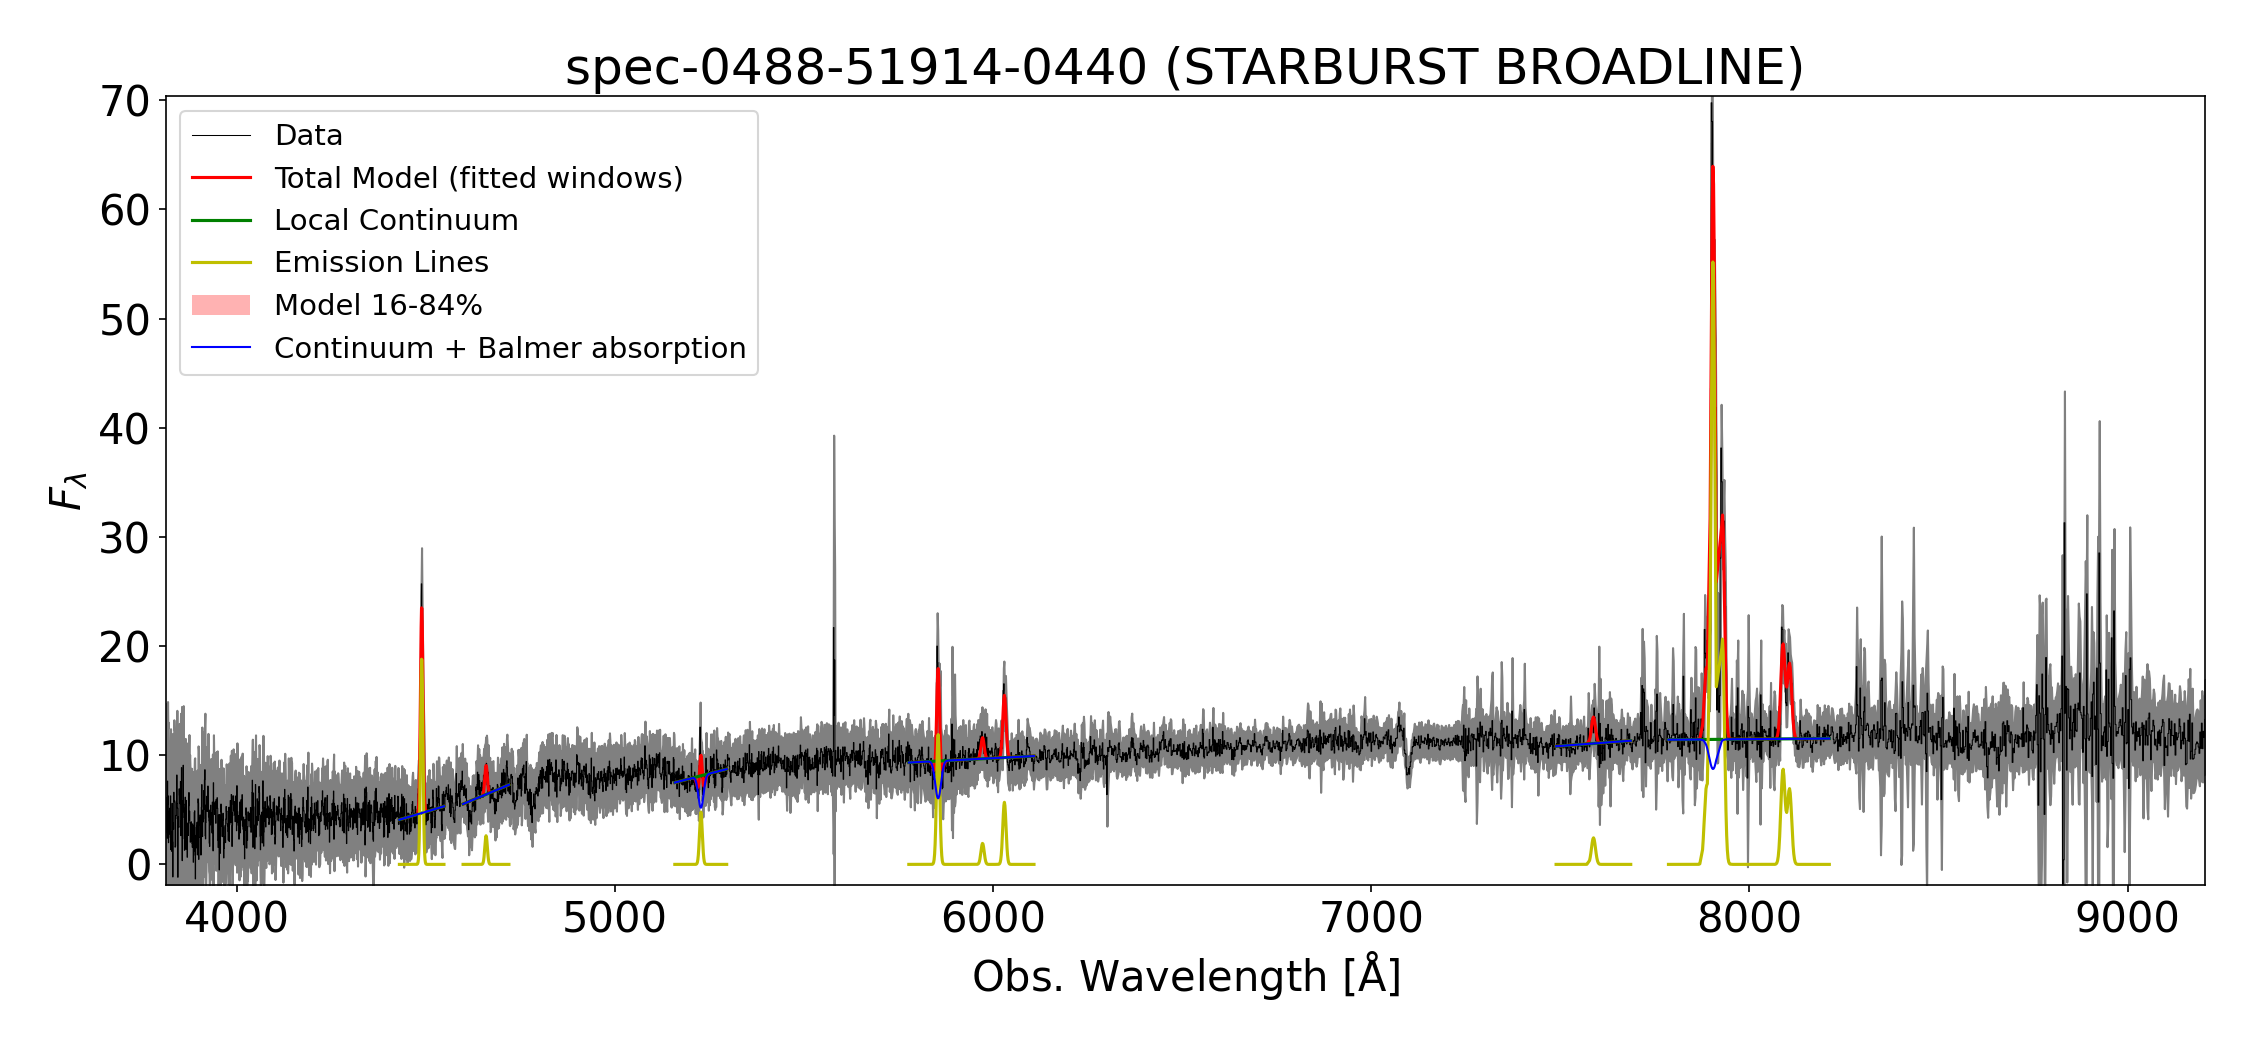 spec-0488-51914-0440 (STARBURST BROADLINE)
70
60
50
40
30
20
10
0
Fλ
Data
Total Model (fitted windows)
Local Continuum
Emission Lines
Model 16-84%
Continuum + Balmer absorption
4000 5000 6000 7000 8000 9000
Obs. Wavelength [Å]